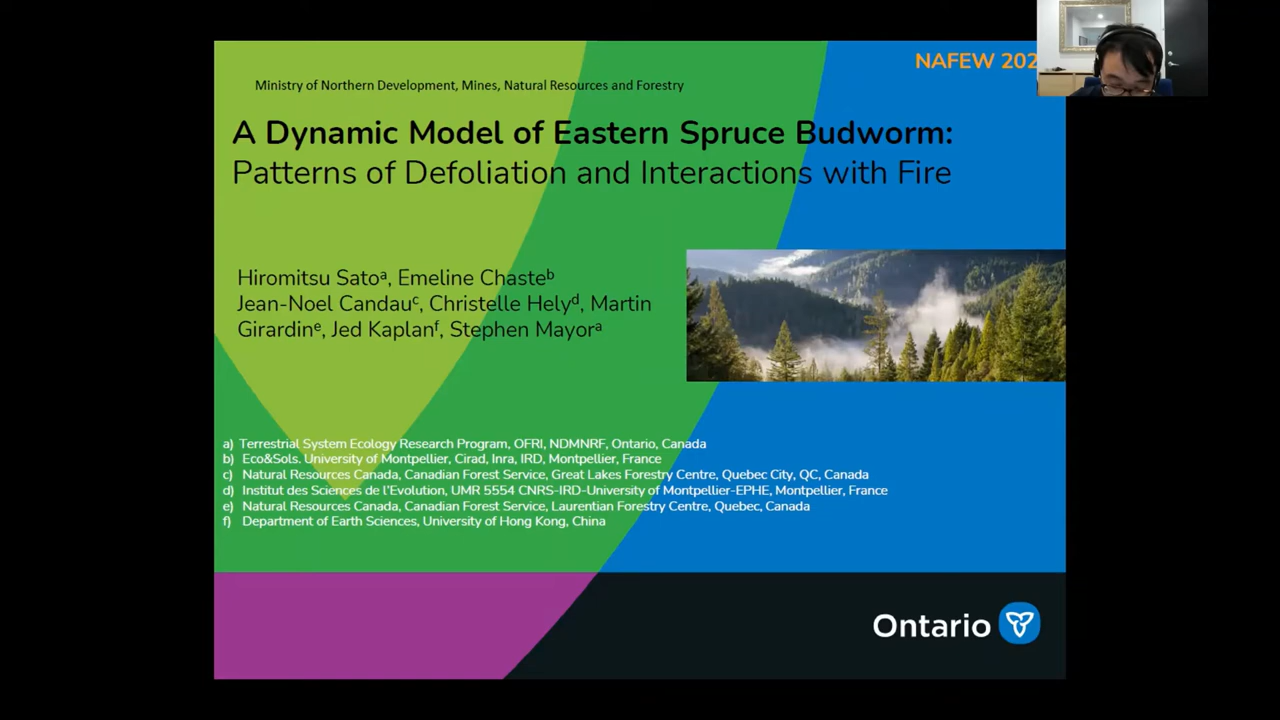 NAFEW 202
Ministry of Northern Development, Mines, Natural Resources and Forestry
A Dynamic Model of Eastern Spruce Budworm:
Patterns of Defoliation and Interactions with Fire
Hiromitsu Satoᵃ, Emeline Chasteᵇ
Jean-Noel Candauᶜ, Christelle Helyᵈ, Martin
Girardinᵉ, Jed Kaplanᶠ, Stephen Mayorᵃ
a) Terrestrial System Ecology Research Program, OFRI, NDMNRF, Ontario, Canada
b) Eco&Sols. University of Montpellier, Cirad, Inra, IRD, Montpellier, France
c) Natural Resources Canada, Canadian Forest Service, Great Lakes Forestry Centre, Quebec City, QC, Canada
d) Institut des Sciences de l'Evolution, UMR 5554 CNRS-IRD-University of Montpellier-EPHE, Montpellier, France
e) Natural Resources Canada, Canadian Forest Service, Laurentian Forestry Centre, Quebec, Canada
f) Department of Earth Sciences, University of Hong Kong, China
Ontario